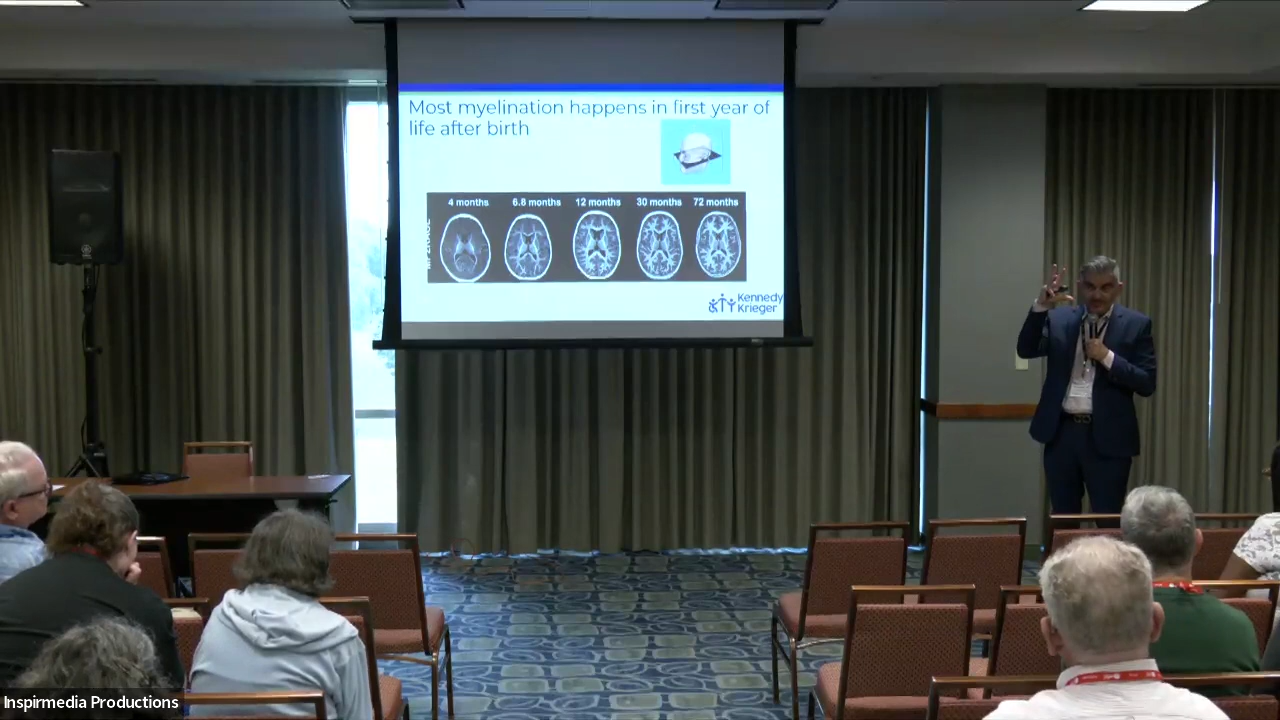 Most myelination happens in first year of
life after birth
4 months 6.8 months 12 months 30 months 72 months
Kennedy
Krieger
Inspirmedia Productions